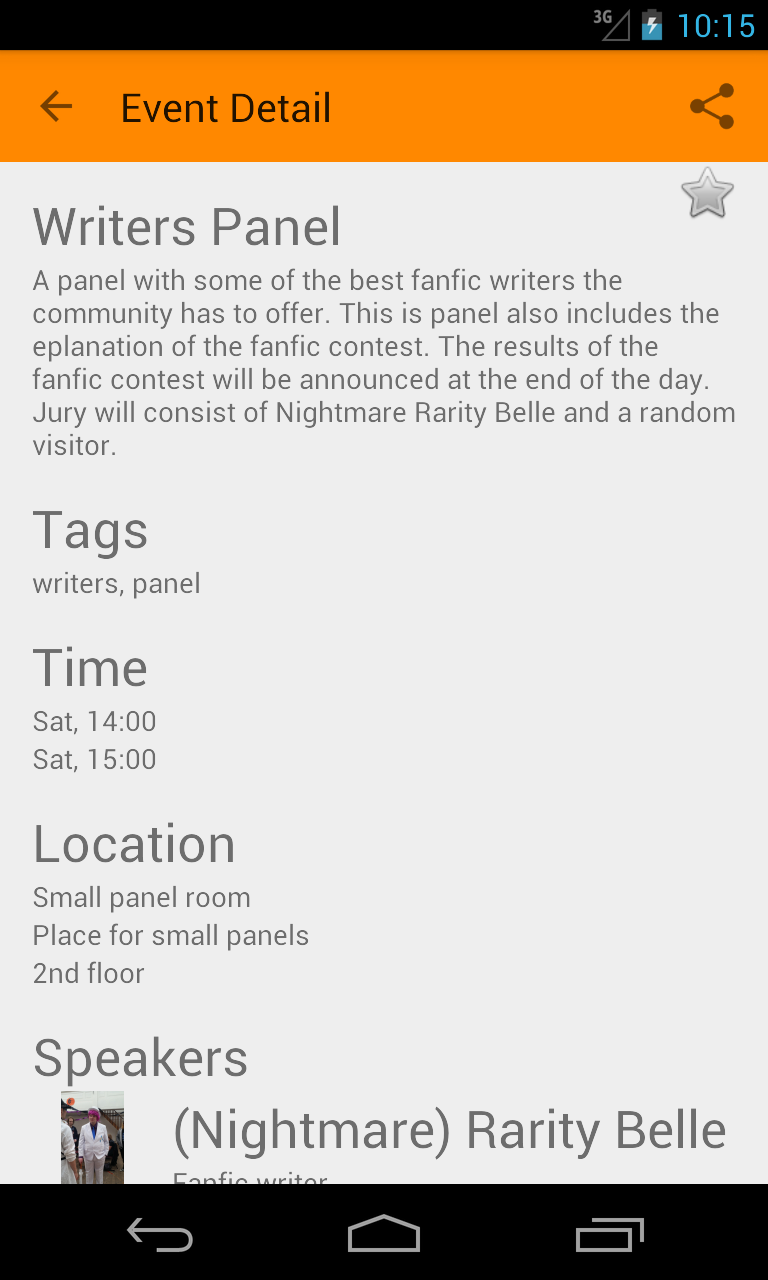 3G 10:15
Event Detail
Writers Panel
A panel with some of the best fanfic writers the
community has to offer. This is panel also includes the
eplanation of the fanfic contest. The results of the
fanfic contest will be announced at the end of the day.
Jury will consist of Nightmare Rarity Belle and a random
visitor.
Tags
writers, panel
Time
Sat, 14:00
Sat, 15:00
Location
Small panel room
Place for small panels
2nd floor
Speakers
(Nightmare) Rarity Belle
Fanfic writer